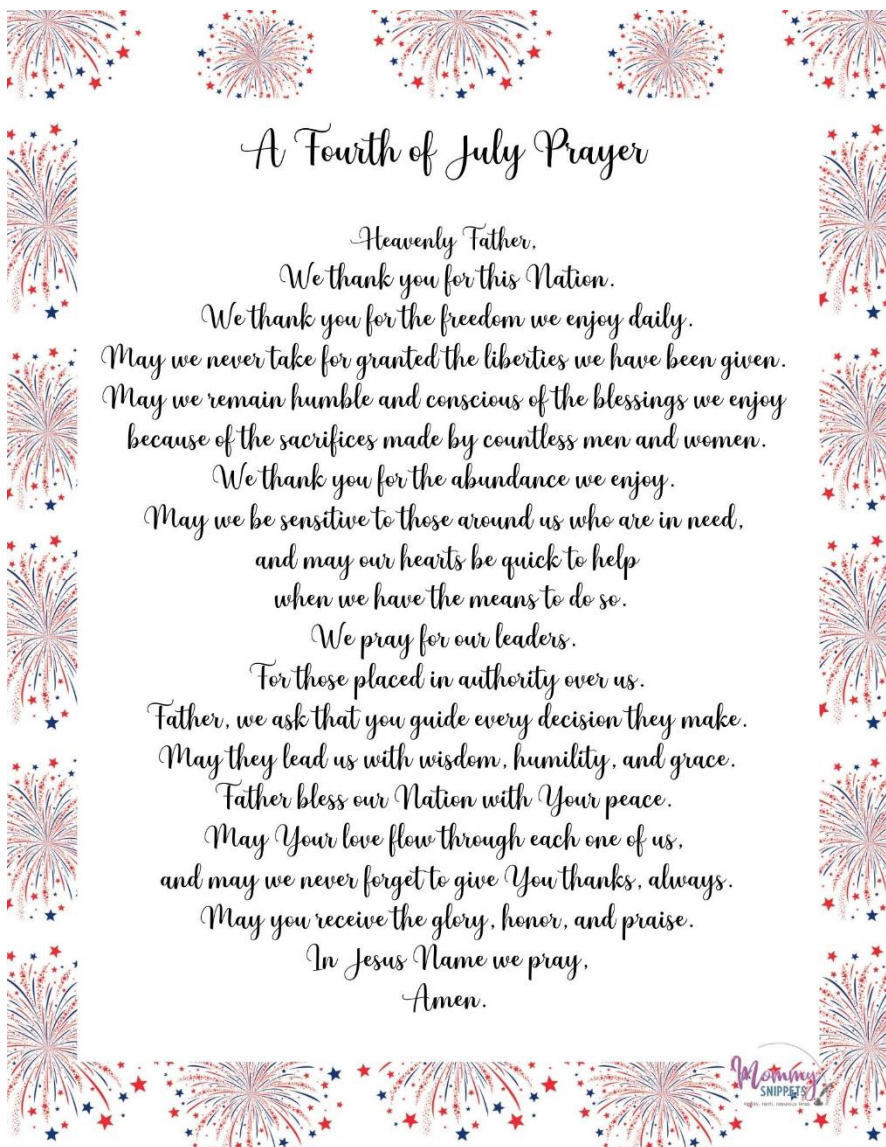 A Fourth of July Prayer
Heavenly Father,
We thank you for this Nation.
We thank you for the freedom we enjoy daily.
May we never take for granted the liberties we have been given.
May we remain humble and conscious of the blessings we enjoy
because of the sacrifices made by countless men and women.
We thank you for the abundance we enjoy.
May we be sensitive to those around us who are in need,
and may our hearts be quick to help
when we have the means to do so.
We pray for our leaders.
For those placed in authority over us.
Father, we ask that you guide every decision they make.
May they lead us with wisdom, humility, and grace.
Father bless our Nation with Your peace.
May Your love flow through each one of us,
and may we never forget to give You thanks, always.
May you receive the glory, honor, and praise.
In Jesus Name we pray,
Amen.
Mommy
SNIPPETS